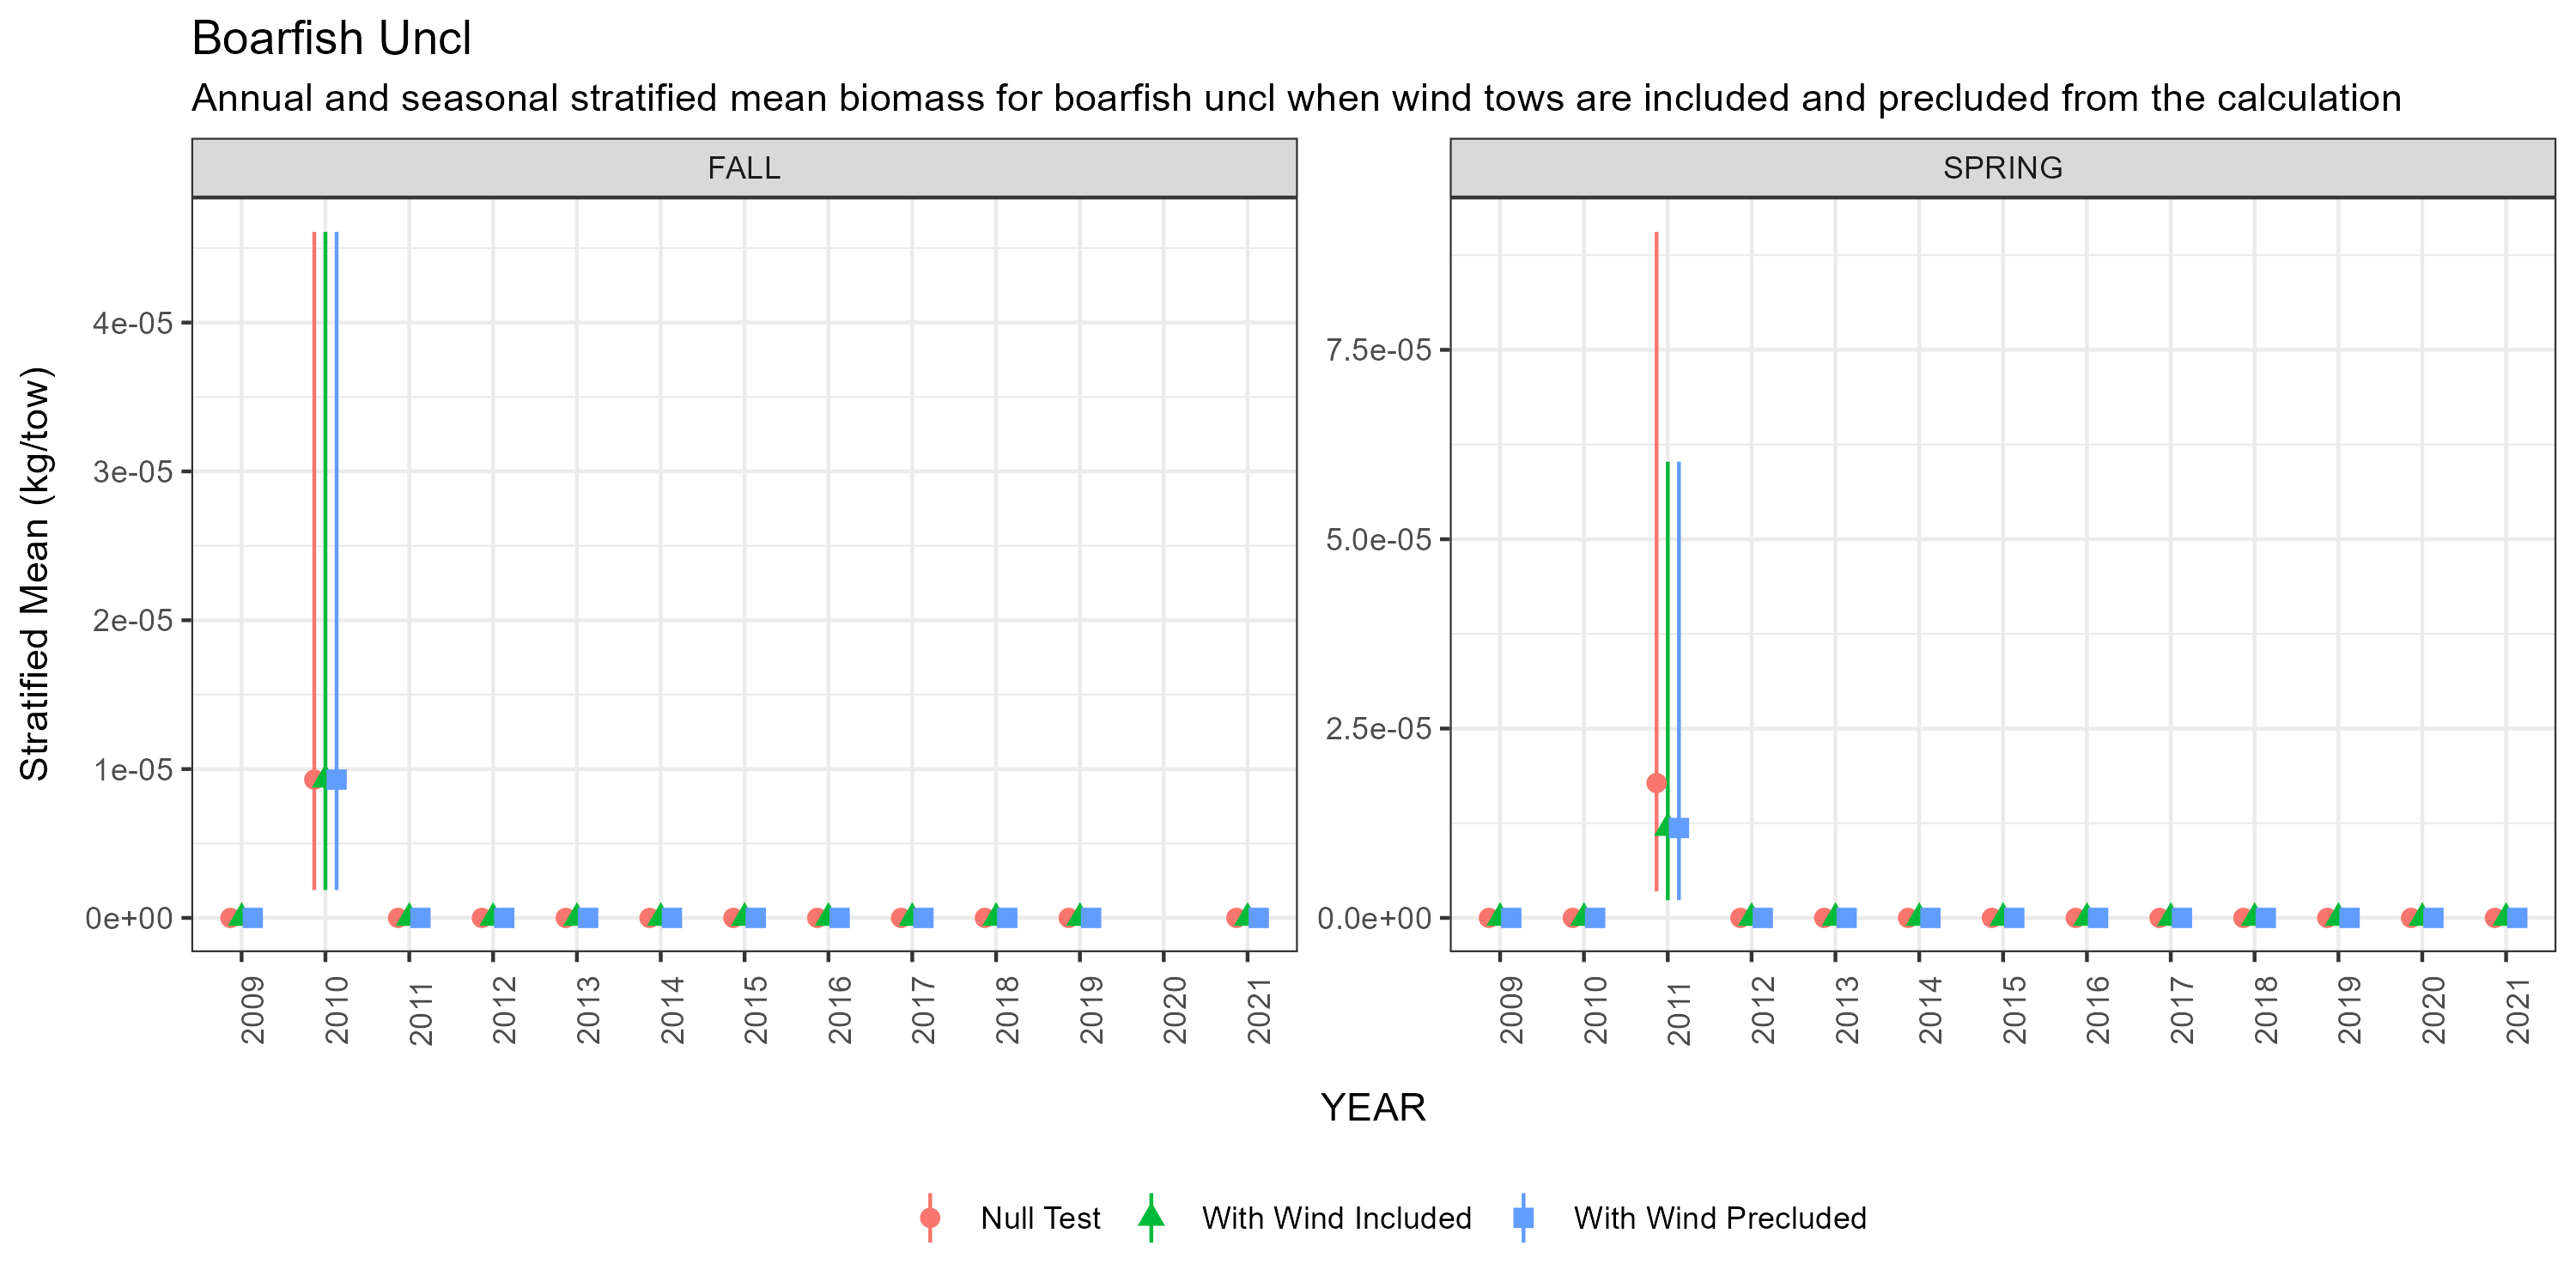 Boarfish Uncl
Annual and seasonal stratified mean biomass for boarfish uncl when wind tows are included and precluded from the calculation
FALL
SPRING
Stratified Mean (kg/tow)
4e-05
3e-05
2e-05
1e-05
0e+00
7.5e-05
5.0e-05
2.5e-05
0.0e+00
2009 2010 2011 2012 2013 2014 2015 2016 2017 2018 2019 2020 2021
2009 2010 2011 2012 2013 2014 2015 2016 2017 2018 2019 2020 2021
YEAR
Null Test With Wind Included With Wind Precluded